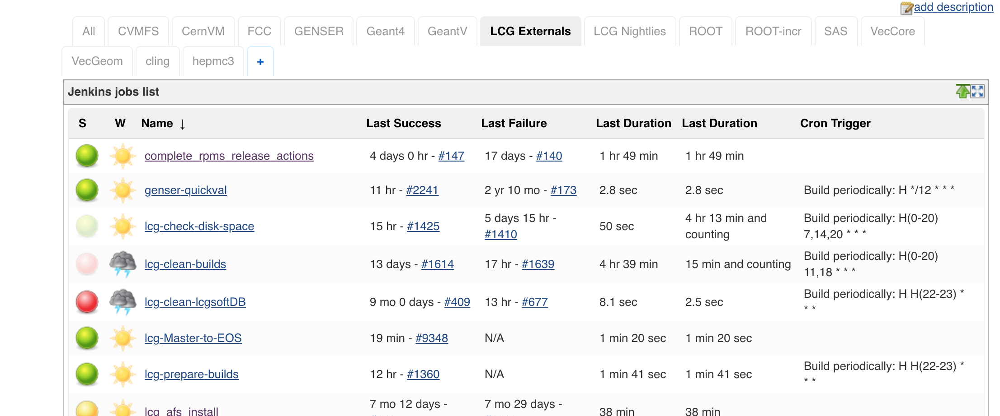 add description
All CVMFS CernVM FCC GENSER Geant4 GeantV LCG Externals LCG Nightlies ROOT ROOT-incr SAS VecCore
VecGeom cling hepmc3 +
Jenkins jobs list
S W Name ↓ Last Success Last Failure Last Duration Last Duration Cron Trigger
complete_rpms_release_actions 4 days 0 hr - #147 17 days - #140 1 hr 49 min 1 hr 49 min
genser-quickval 11 hr - #2241 2 yr 10 mo - #173 2.8 sec 2.8 sec Build periodically: H */12 * * *
lcg-check-disk-space 15 hr - #1425 5 days 15 hr - #1410 50 sec 4 hr 13 min and counting Build periodically: H(0-20) 7,14,20 * * *
lcg-clean-builds 13 days - #1614 17 hr - #1639 4 hr 39 min 15 min and counting Build periodically: H(0-20) 11,18 * * *
lcg-clean-lcgsoftDB 9 mo 0 days - #409 13 hr - #677 8.1 sec 2.5 sec Build periodically: H H(22-23) * * *
lcg-Master-to-EOS 19 min - #9348 N/A 1 min 20 sec 1 min 20 sec
lcg-prepare-builds 12 hr - #1360 N/A 1 min 41 sec 1 min 41 sec Build periodically: H H(22-23) * * *
lcg_afs_install 7 mo 12 days - 7 mo 29 days - 38 min 38 min